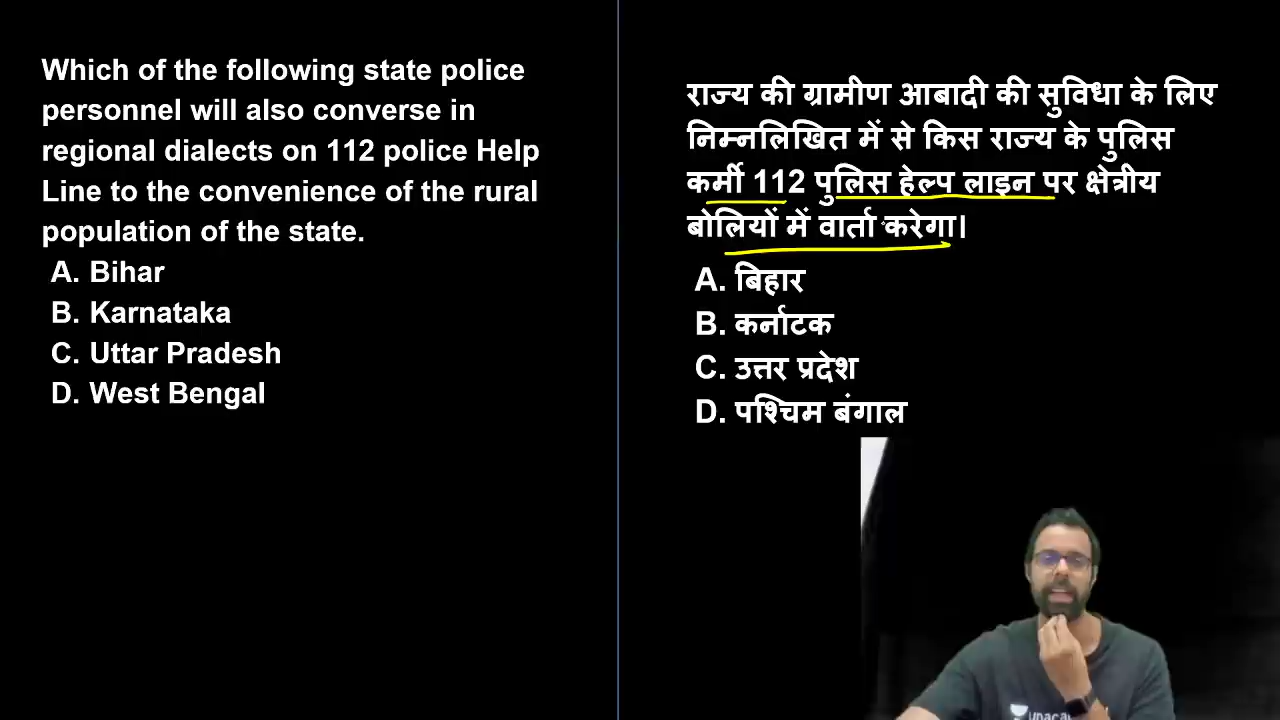 Which of the following state police
personnel will also converse in
regional dialects on 112 police Help
Line to the convenience of the rural
population of the state.
A. Bihar
B. Karnataka
C. Uttar Pradesh
D. West Bengal
राज्य की ग्रामीण आबादी की सुविधा के लिए
निम्नलिखित में से किस राज्य के पुलिस
कर्मी 112 पुलिस हेल्प लाइन पर क्षेत्रीय
बोलियों में वार्ता करेगा।
A. बिहार
B. कर्नाटक
C. उत्तर प्रदेश
D. पश्चिम बंगाल